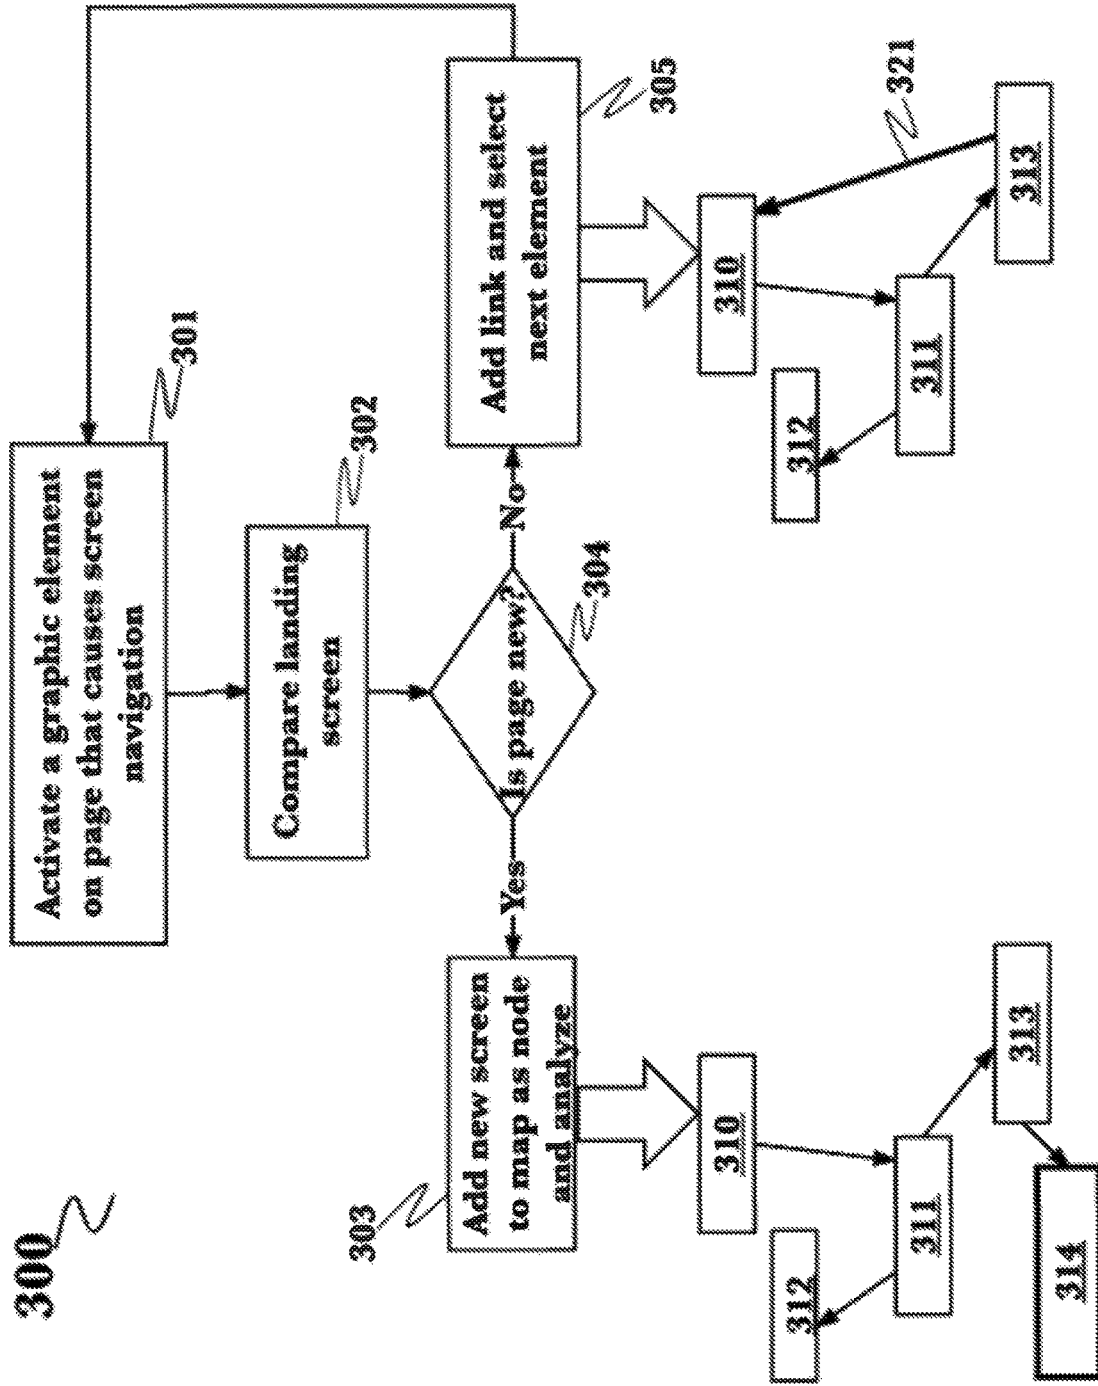 300
Activate a graphic element
on page that causes screen
navigation
301
Compare landing
screen
302
Is page new?
304
Yes
No
303
Add new screen
to map as node
and analyze
Add link and select
next element
305
310
312
311
313
314
310
321
312
311
313